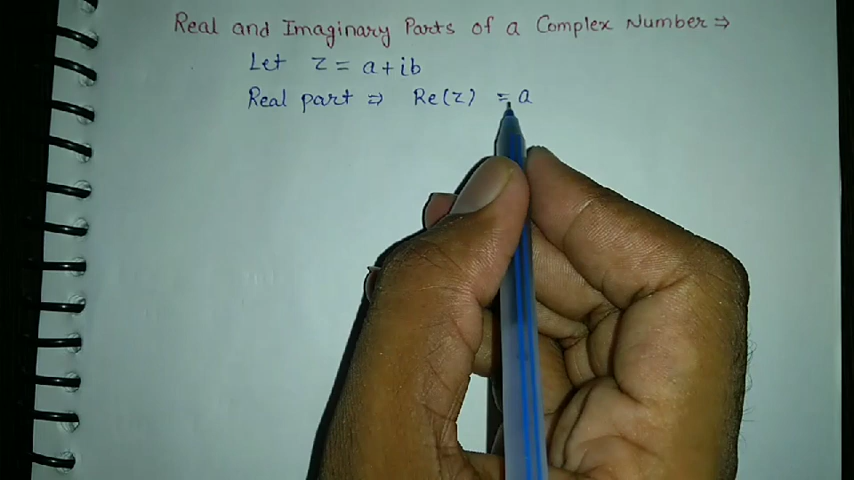 Real and Imaginary Parts of a Complex Number ⇒
Let z = a + ib
Real part ⇒ Re(z) = a